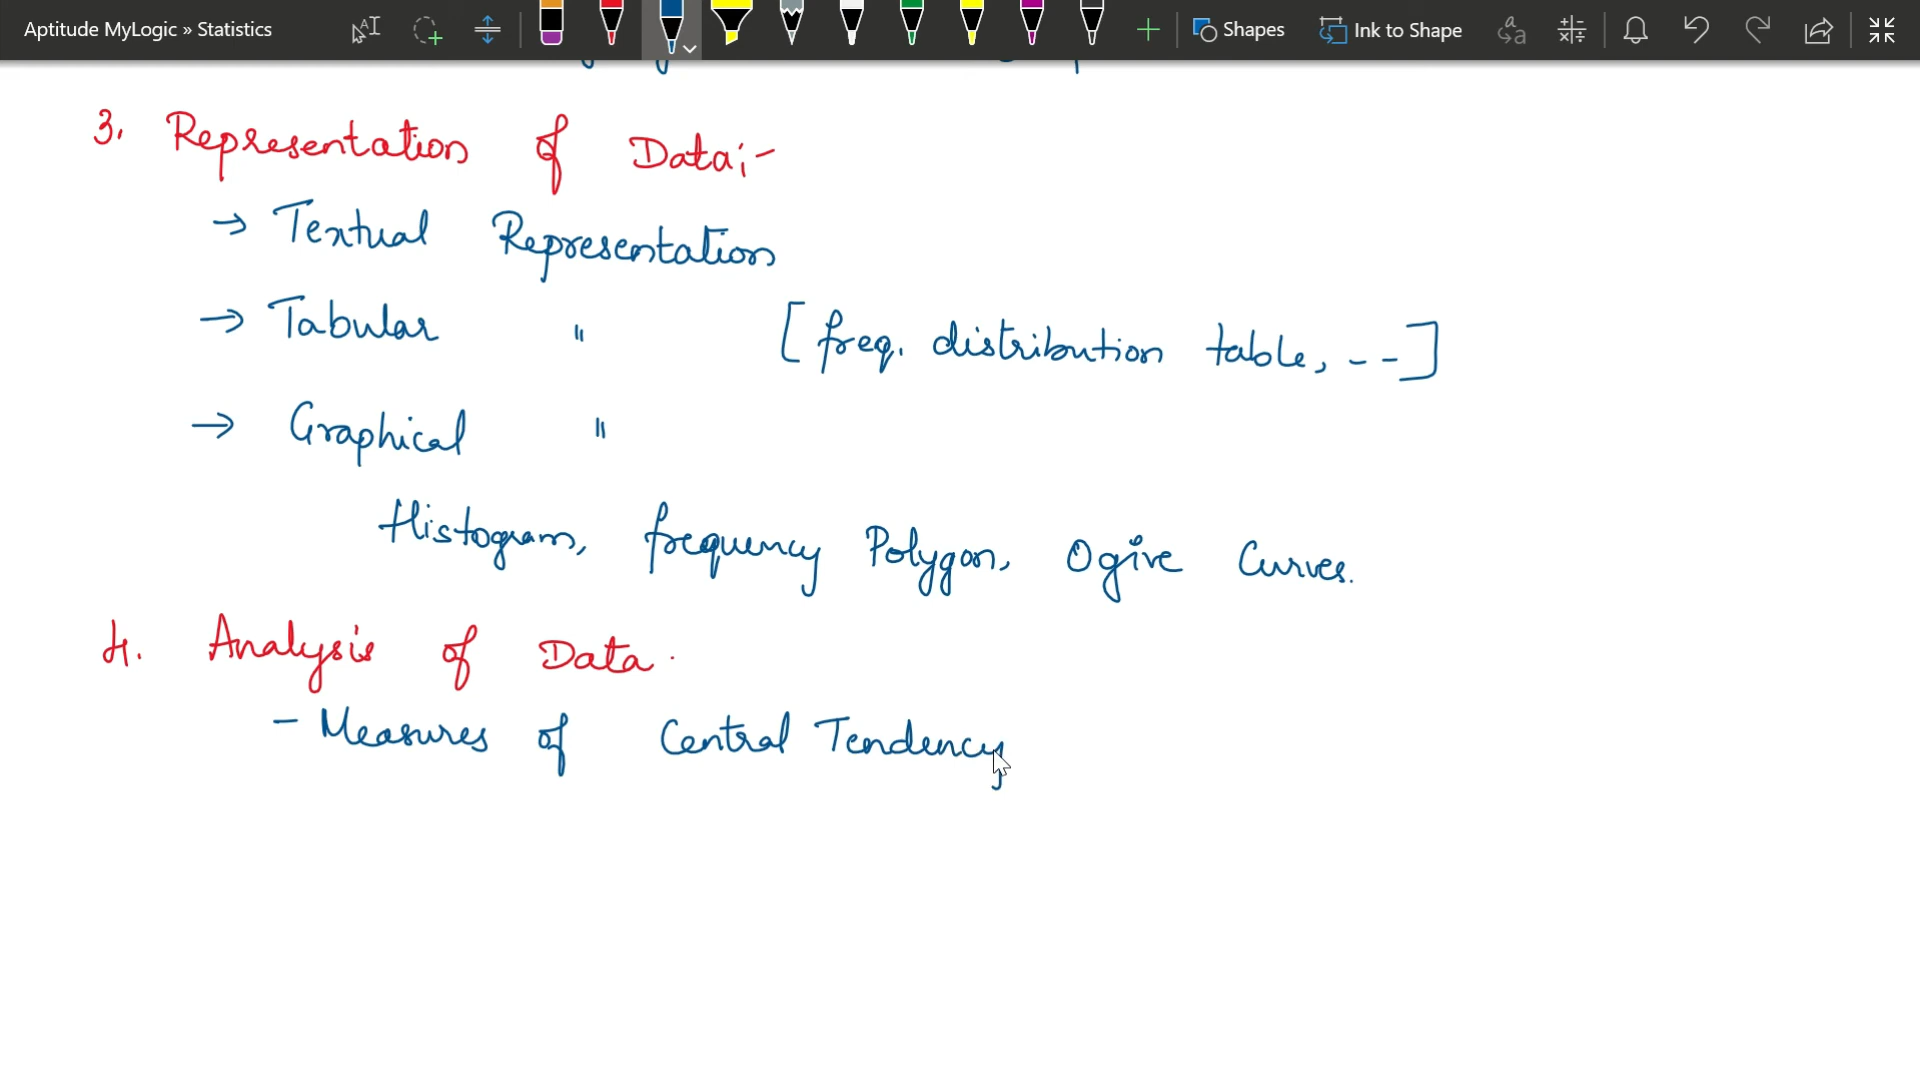 Aptitude MyLogic » Statistics Shapes Ink to Shape
3. Representation of Data;-
→ Textual Representation
→ Tabular " [freq. distribution table, --]
→ Graphical "
Histogram, frequency Polygon, Ogive Curves.
4. Analysis of Data.
- Measures of Central Tendency